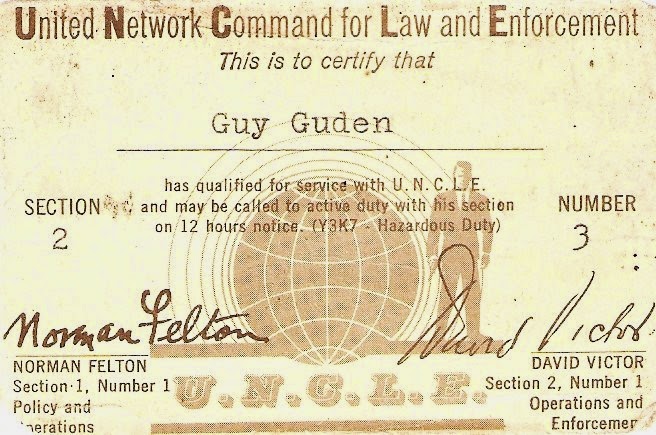 United Network Command for Law and Enforcement
This is to certify that
Guy Guden
has qualified for service with U.N.C.L.E.
SECTION and may be called to active duty with his section NUMBER
2 on 12 hours notice. (Y3K7 - Hazardous Duty) 3
Norman Felton David Victor
NORMAN FELTON DAVID VICTOR
Section 1, Number 1 Section 2, Number 1
Policy and Operations and
U.N.C.L.E.